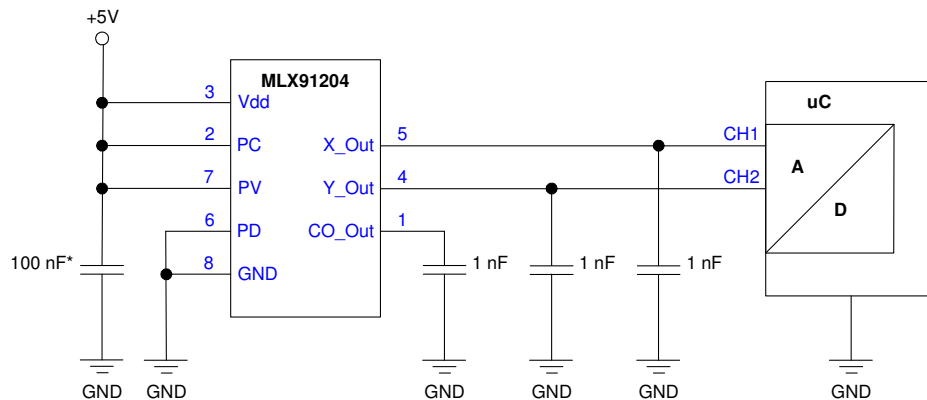 +5V
MLX91204
uC
3
Vdd
2
PC
X_Out
5
CH1
A
7
PV
Y_Out
4
CH2
D
6
PD
CO_Out
1
100 nF*
8
GND
1 nF
1 nF
1 nF
GND
GND
GND
GND
GND
GND